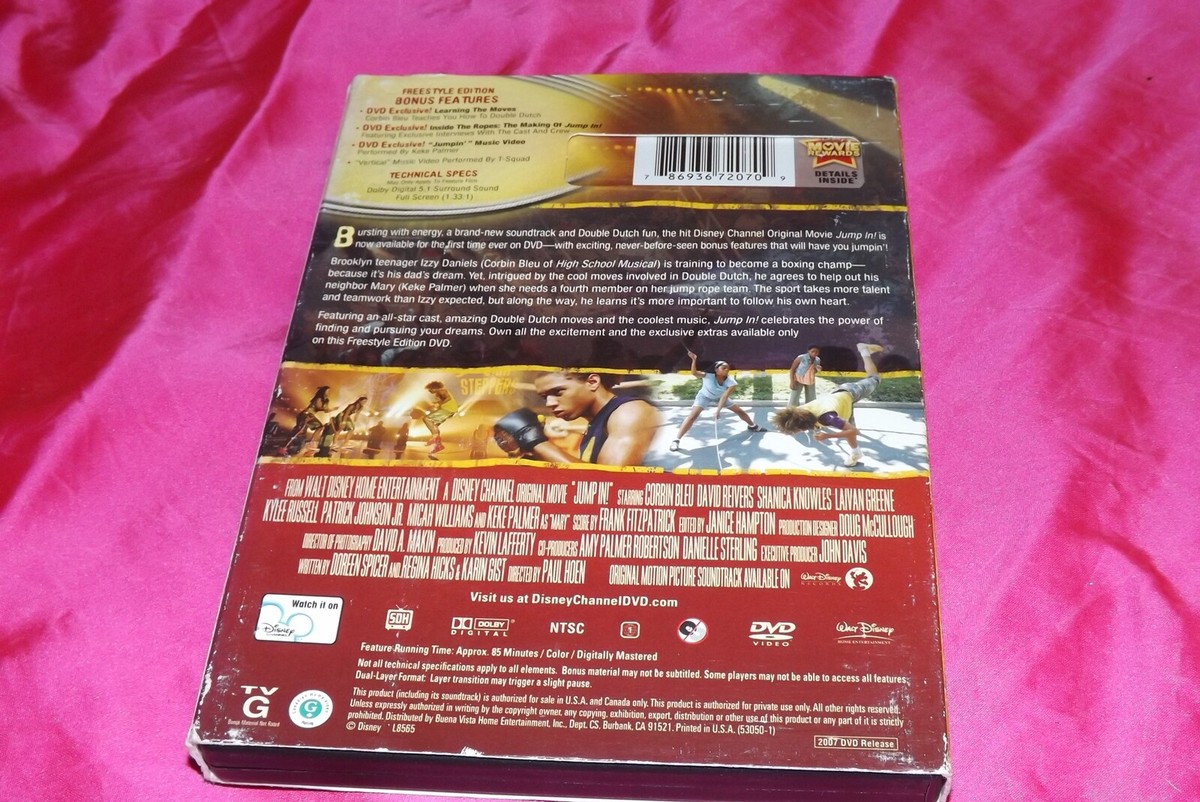 FREESTYLE EDITION
BONUS FEATURES
• DVD Exclusive! Learning The Moves
Corbin Bleu Teaches You How To Double Dutch
• DVD Exclusive! Inside The Ropes: The Making Of Jump In!
Featuring Exclusive Interviews With The Cast And Crew
• DVD Exclusive! "Jumpin'" Music Video
Performed By Keke Palmer
• "Vertical" Music Video Performed By T-Squad
TECHNICAL SPECS
May Only Apply To Feature Film
Dolby Digital 5.1 Surround Sound
Full Screen (1.33:1)
7 86936 72070 9
MOVIE
REWARDS
DETAILS
INSIDE
Bursting with energy, a brand-new soundtrack and Double Dutch fun, the hit Disney Channel Original Movie Jump In! is
now available for the first time ever on DVD—with exciting, never-before-seen bonus features that will have you jumpin'!
Brooklyn teenager Izzy Daniels (Corbin Bleu of High School Musical) is training to become a boxing champ—
because it's his dad's dream. Yet, intrigued by the cool moves involved in Double Dutch, he agrees to help out his
neighbor Mary (Keke Palmer) when she needs a fourth member on her jump rope team. The sport takes more talent
and teamwork than Izzy expected, but along the way, he learns it's more important to follow his own heart.
Featuring an all-star cast, amazing Double Dutch moves and the coolest music, Jump In! celebrates the power of
finding and pursuing your dreams. Own all the excitement and the exclusive extras available only
on this Freestyle Edition DVD.
FROM WALT DISNEY HOME ENTERTAINMENT A DISNEY CHANNEL ORIGINAL MOVIE "JUMP IN!" STARRING CORBIN BLEU DAVID REIVERS SHANICA KNOWLES LAIVAN GREENE
KYLEE RUSSELL PATRICK JOHNSON JR. MICAH WILLIAMS AND KEKE PALMER AS "MARY" SCORE BY FRANK FITZPATRICK EDITED BY JANICE HAMPTON PRODUCTION DESIGNER DOUG McCULLOUGH
DIRECTOR OF PHOTOGRAPHY DAVID A. MAKIN PRODUCED BY KEVIN LAFFERTY CO-PRODUCERS AMY PALMER ROBERTSON DANIELLE STERLING EXECUTIVE PRODUCER JOHN DAVIS
WRITTEN BY DOREEN SPICER AND REGINA HICKS & KARIN GIST DIRECTED BY PAUL HOEN ORIGINAL MOTION PICTURE SOUNDTRACK AVAILABLE ON WALT DISNEY RECORDS
Visit us at DisneyChannelDVD.com
Watch it on
Disney
SDH
DOLBY
DIGITAL
NTSC
1
DVD
VIDEO
WALT DISNEY
HOME ENTERTAINMENT
Feature Running Time: Approx. 85 Minutes / Color / Digitally Mastered
Not all technical specifications apply to all elements. Bonus material may not be subtitled. Some players may not be able to access all features.
Dual-Layer Format: Layer transition may trigger a slight pause.
TV
G
Bonus Material Not Rated
G
This product (including its soundtrack) is authorized for sale in U.S.A. and Canada only. This product is authorized for private use only. All other rights reserved.
Unless expressly authorized in writing by the copyright owner, any copying, exhibition, export, distribution or other use of this product or any part of it is strictly
prohibited. Distributed by Buena Vista Home Entertainment, Inc., Dept. CS, Burbank, CA 91521. Printed in U.S.A. (53050-1)
© Disney L8565
2007 DVD Release